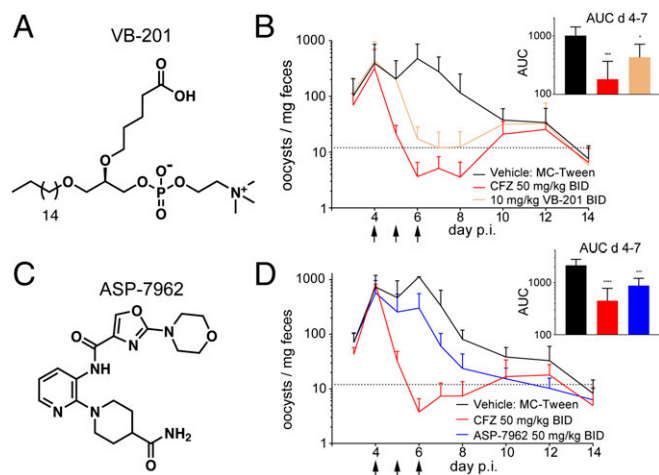 A
VB-201
O
OH
O
O
14
O
O
P
O⁻
O
N⁺
B
oocysts / mg feces
1000
100
10
1
4
6
8
10
12
14
day p.i.
Vehicle: MC-Tween
CFZ 50 mg/kg BID
10 mg/kg VB-201 BID
AUC d 4-7
AUC
1000
100
***
*
C
ASP-7962
O
N
N
O
O
NH
N
N
NH₂
O
D
oocysts / mg feces
1000
100
10
1
4
6
8
10
12
14
day p.i.
Vehicle: MC-Tween
CFZ 50 mg/kg BID
ASP-7962 50 mg/kg BID
AUC d 4-7
AUC
1000
100
****
***